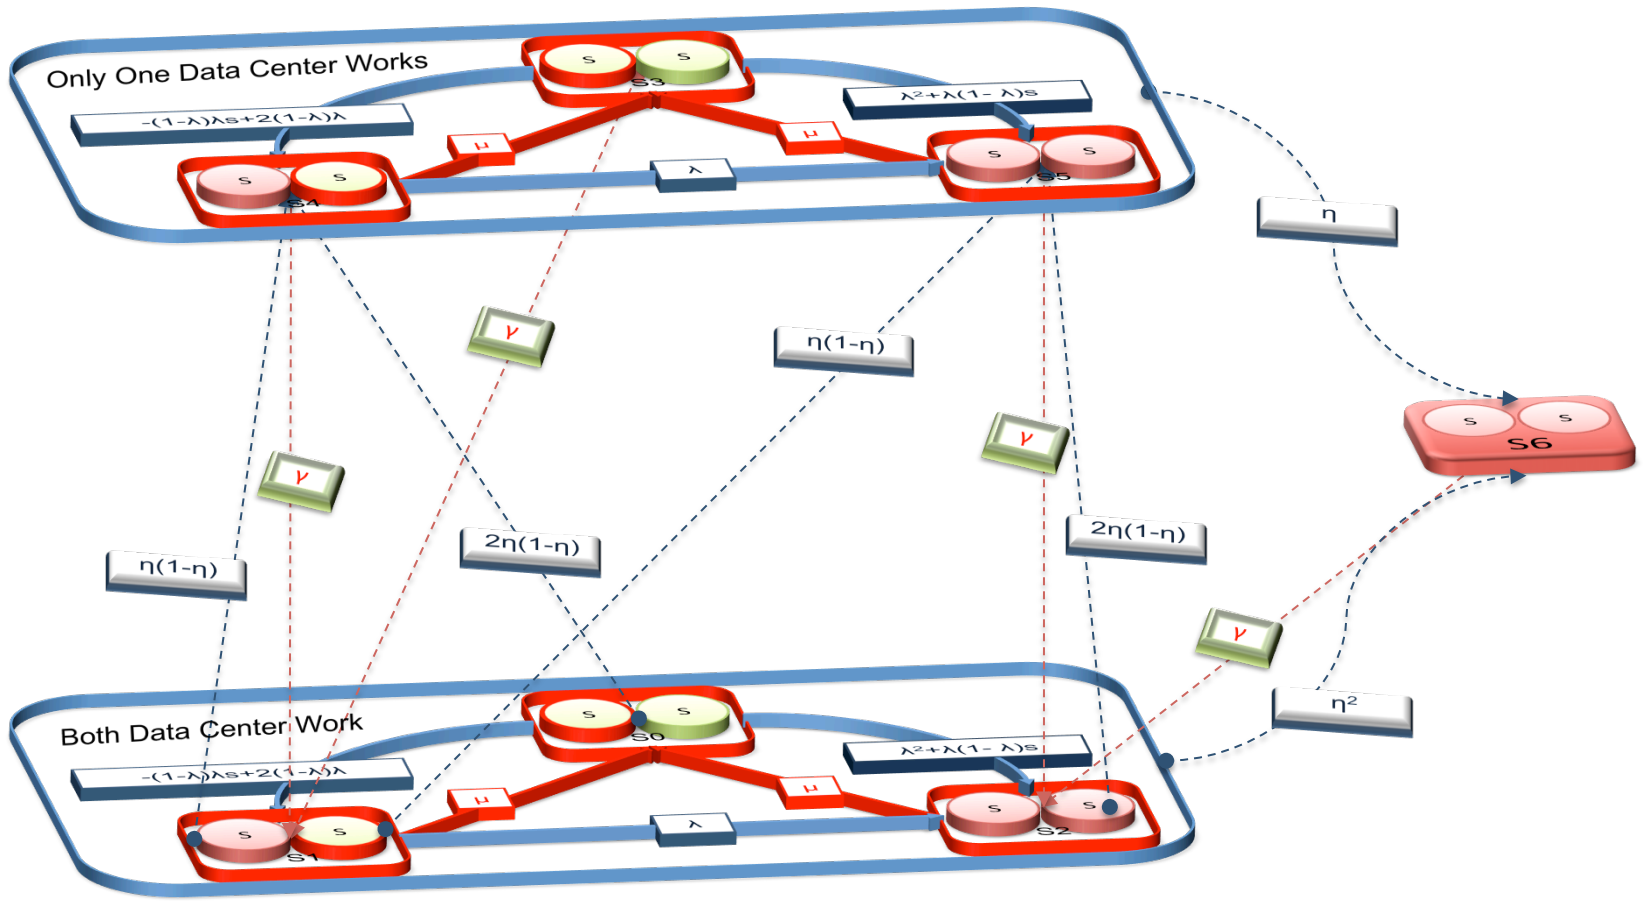 Only One Data Center Works
S S
S3
-(1-λ)λs+2(1-λ)λ
λ²+λ(1- λ)s
μ
μ
S S
S4
λ
S S
S5
η
γ
η(1-η)
S S
S6
γ
γ
2η(1-η)
2η(1-η)
η(1-η)
γ
η²
Both Data Center Work
S S
S0
-(1-λ)λs+2(1-λ)λ
λ²+λ(1- λ)s
μ
μ
S S
S1
λ
S S
S2